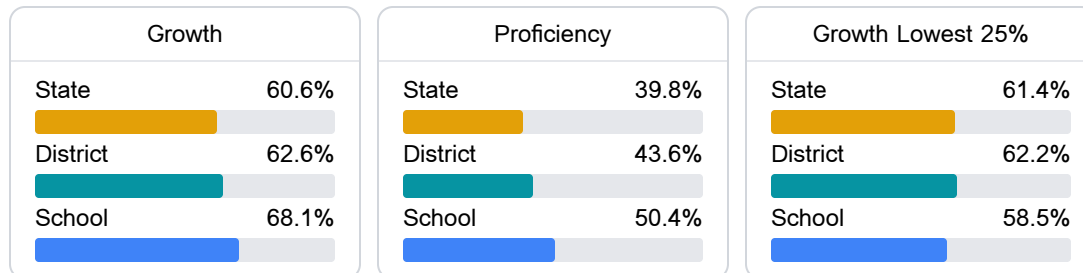 Growth
State 60.6%
District 62.6%
School 68.1%
Proficiency
State 39.8%
District 43.6%
School 50.4%
Growth Lowest 25%
State 61.4%
District 62.2%
School 58.5%